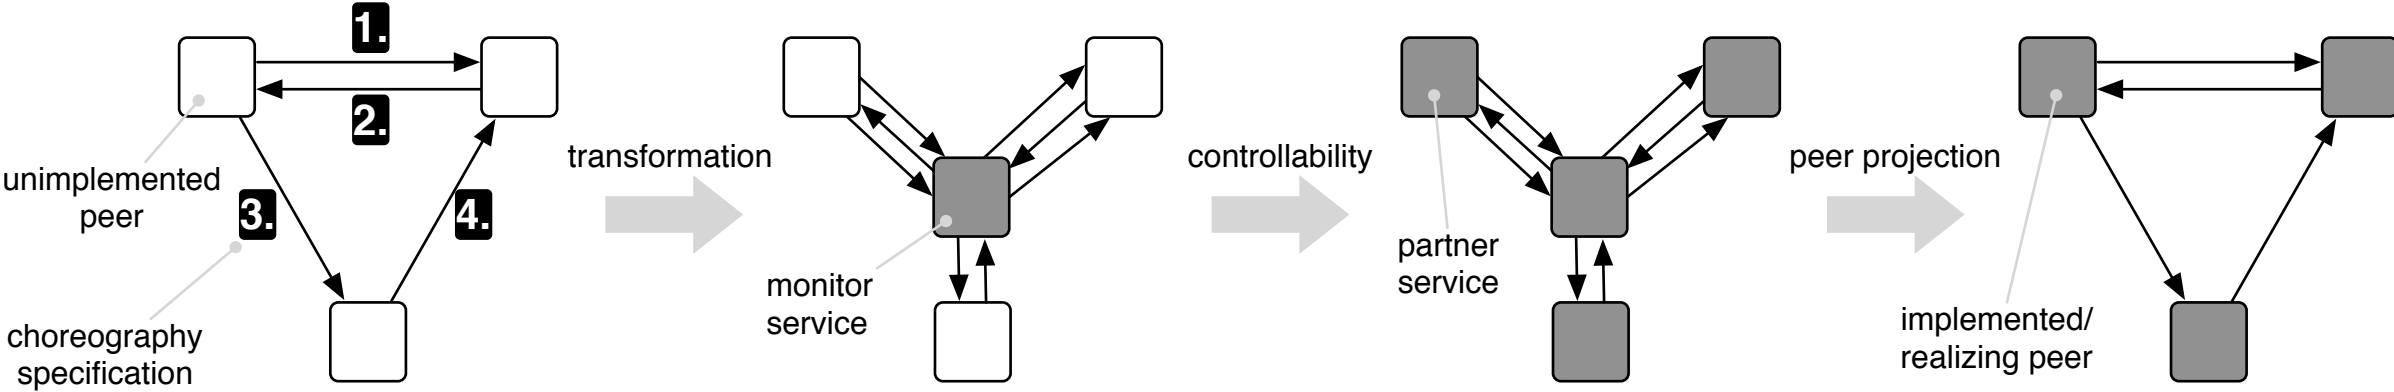 1.
2.
unimplemented
peer
3.
4.
choreography
specification
transformation
monitor
service
controllability
partner
service
peer projection
implemented/
realizing peer